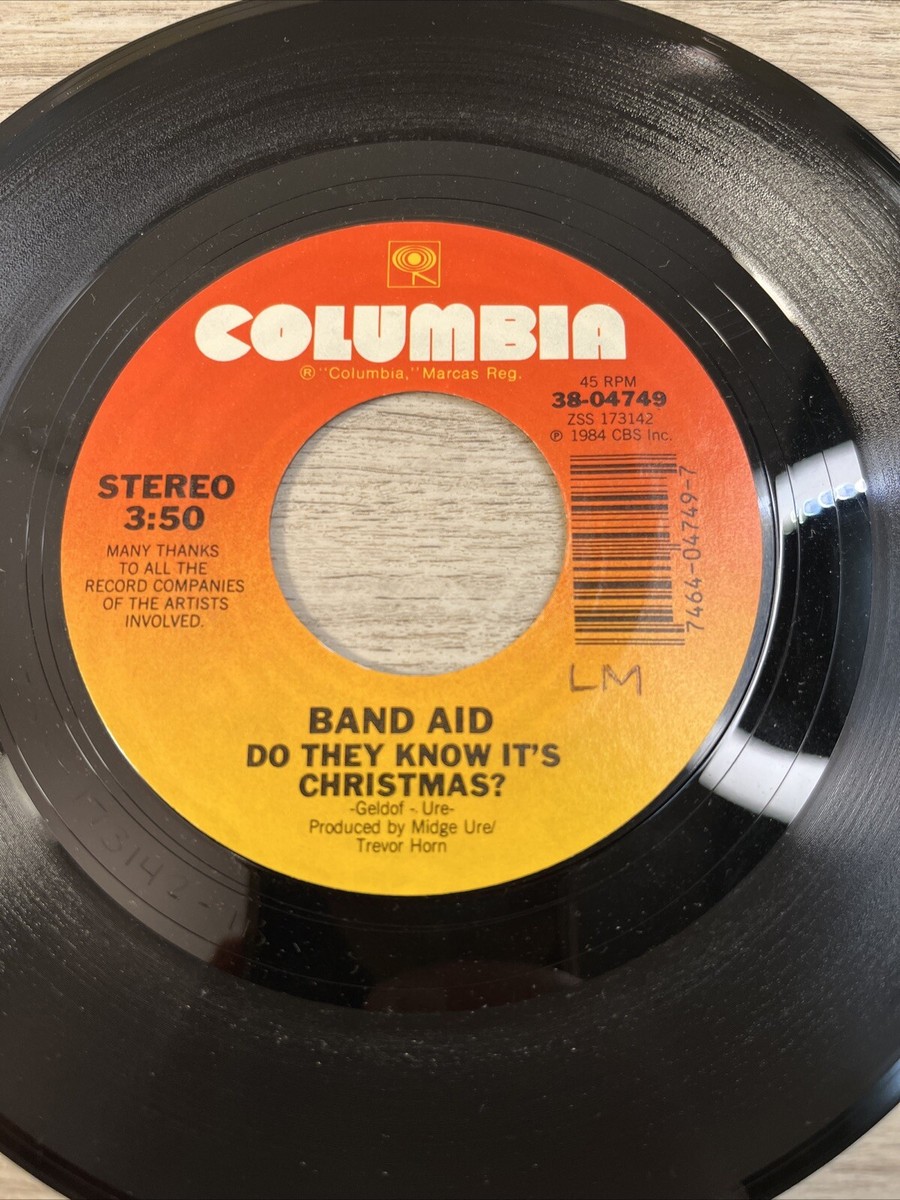 COLUMBIA
® "Columbia," Marcas Reg.
45 RPM
38-04749
ZSS 173142
℗ 1984 CBS Inc.
STEREO
3:50
MANY THANKS
TO ALL THE
RECORD COMPANIES
OF THE ARTISTS
INVOLVED.
7464-04749-7
LM
BAND AID
DO THEY KNOW IT'S
CHRISTMAS?
-Geldof - Ure-
Produced by Midge Ure/
Trevor Horn